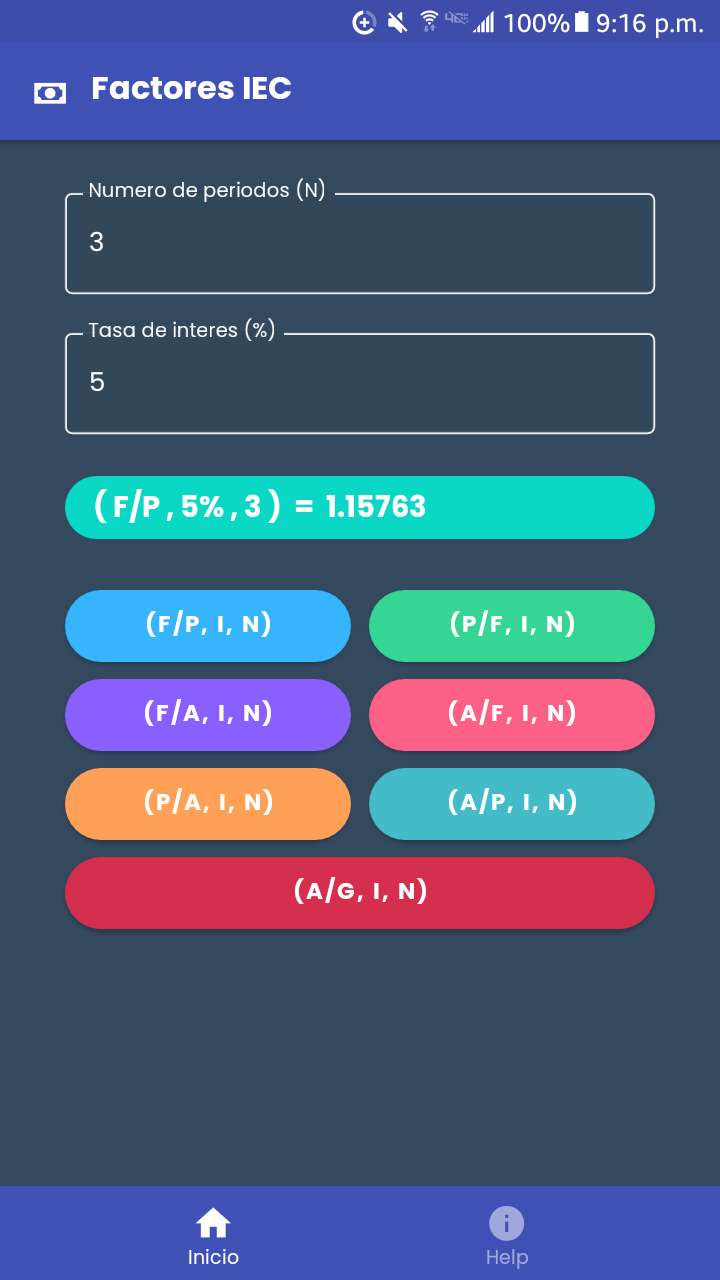 100% 9:16 p.m.
Factores IEC
Numero de periodos (N)
3
Tasa de interes (%)
5
( F/P , 5% , 3 ) = 1.15763
(F/P, I, N) (P/F, I, N)
(F/A, I, N) (A/F, I, N)
(P/A, I, N) (A/P, I, N)
(A/G, I, N)
Inicio Help